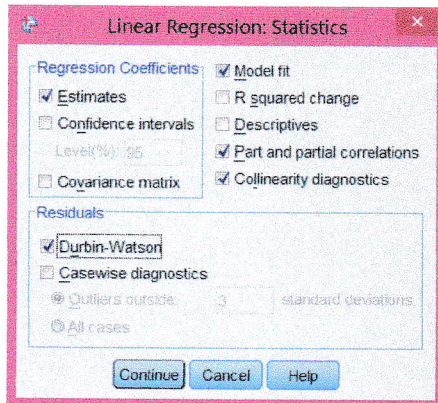 Linear Regression: Statistics
Regression Coefficients
Estimates
Confidence intervals
Level(%): 95
Covariance matrix
Model fit
R squared change
Descriptives
Part and partial correlations
Collinearity diagnostics
Residuals
Durbin-Watson
Casewise diagnostics
Outliers outside: 3 standard deviations
All cases
Continue Cancel Help